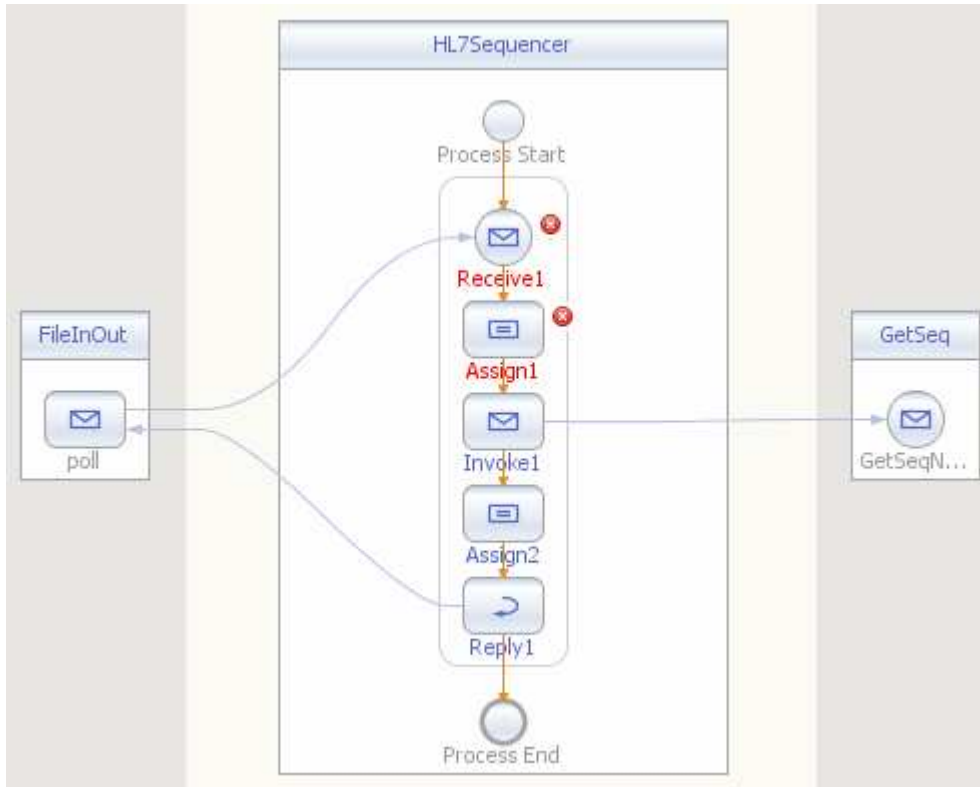 HL7Sequencer
Process Start
Receive1
FileInOut
GetSeq
Assign1
poll
Invoke1
GetSeqN...
Assign2
Reply1
Process End